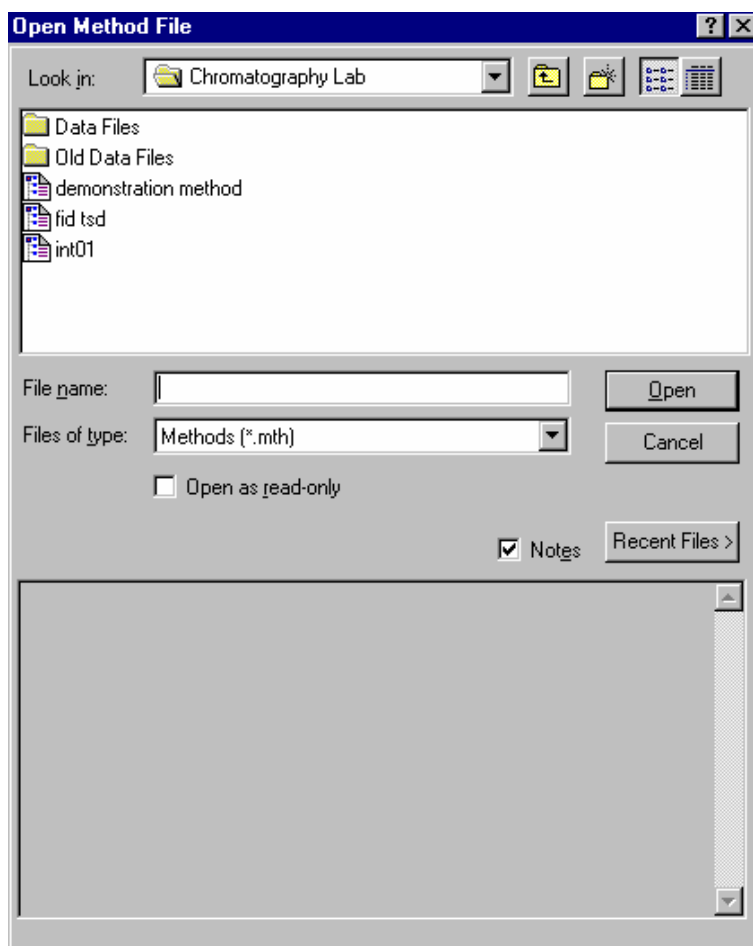 Open Method File
Look in: Chromatography Lab
Data Files
Old Data Files
demonstration method
fid tsd
int01
File name: Open
Files of type: Methods (*.mth) Cancel
Open as read-only
Notes Recent Files >